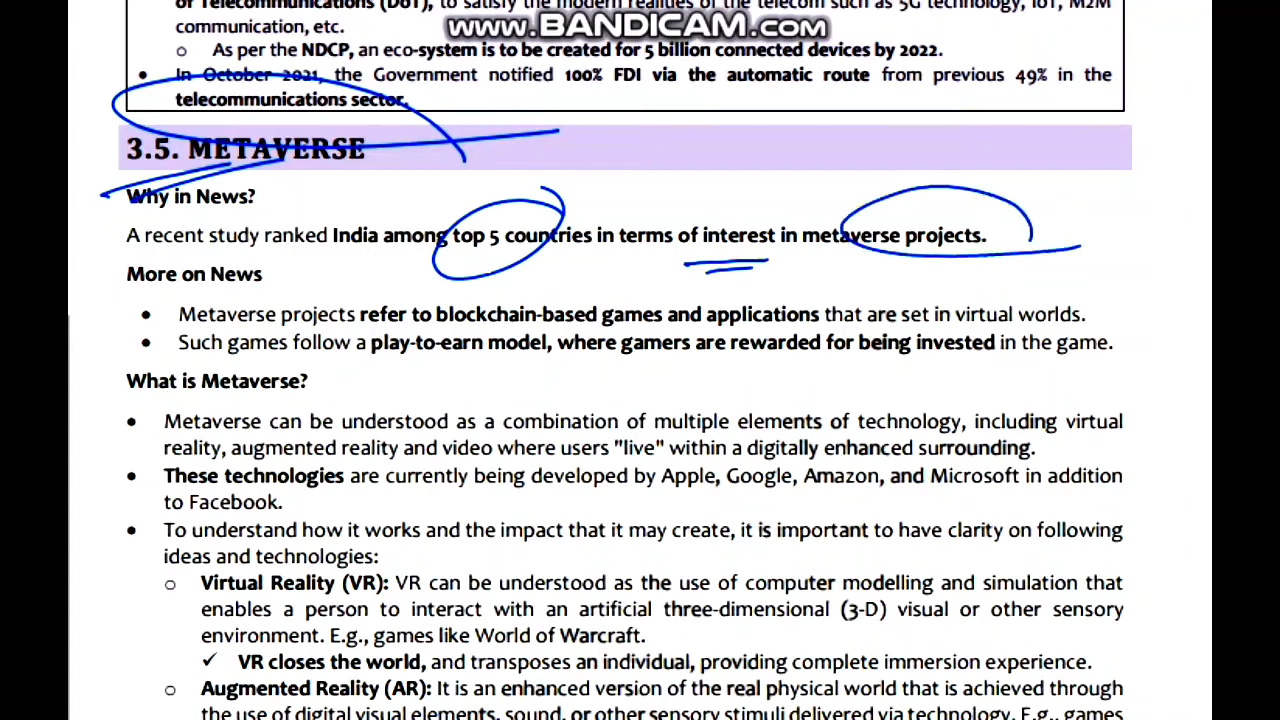 of Telecommunications (DoT), to satisfy the modern realities of the telecom such as 5G technology, IoT, M2M
www.BANDICAM.com
communication, etc.
o As per the NDCP, an eco-system is to be created for 5 billion connected devices by 2022.
• In October 2021, the Government notified 100% FDI via the automatic route from previous 49% in the
telecommunications sector.
3.5. METAVERSE
Why in News?
A recent study ranked India among top 5 countries in terms of interest in metaverse projects.
More on News
• Metaverse projects refer to blockchain-based games and applications that are set in virtual worlds.
• Such games follow a play-to-earn model, where gamers are rewarded for being invested in the game.
What is Metaverse?
• Metaverse can be understood as a combination of multiple elements of technology, including virtual
reality, augmented reality and video where users "live" within a digitally enhanced surrounding.
• These technologies are currently being developed by Apple, Google, Amazon, and Microsoft in addition
to Facebook.
• To understand how it works and the impact that it may create, it is important to have clarity on following
ideas and technologies:
o Virtual Reality (VR): VR can be understood as the use of computer modelling and simulation that
enables a person to interact with an artificial three-dimensional (3-D) visual or other sensory
environment. E.g., games like World of Warcraft.
✓ VR closes the world, and transposes an individual, providing complete immersion experience.
o Augmented Reality (AR): It is an enhanced version of the real physical world that is achieved through
the use of digital visual elements, sound, or other sensory stimuli delivered via technology. E.g., games